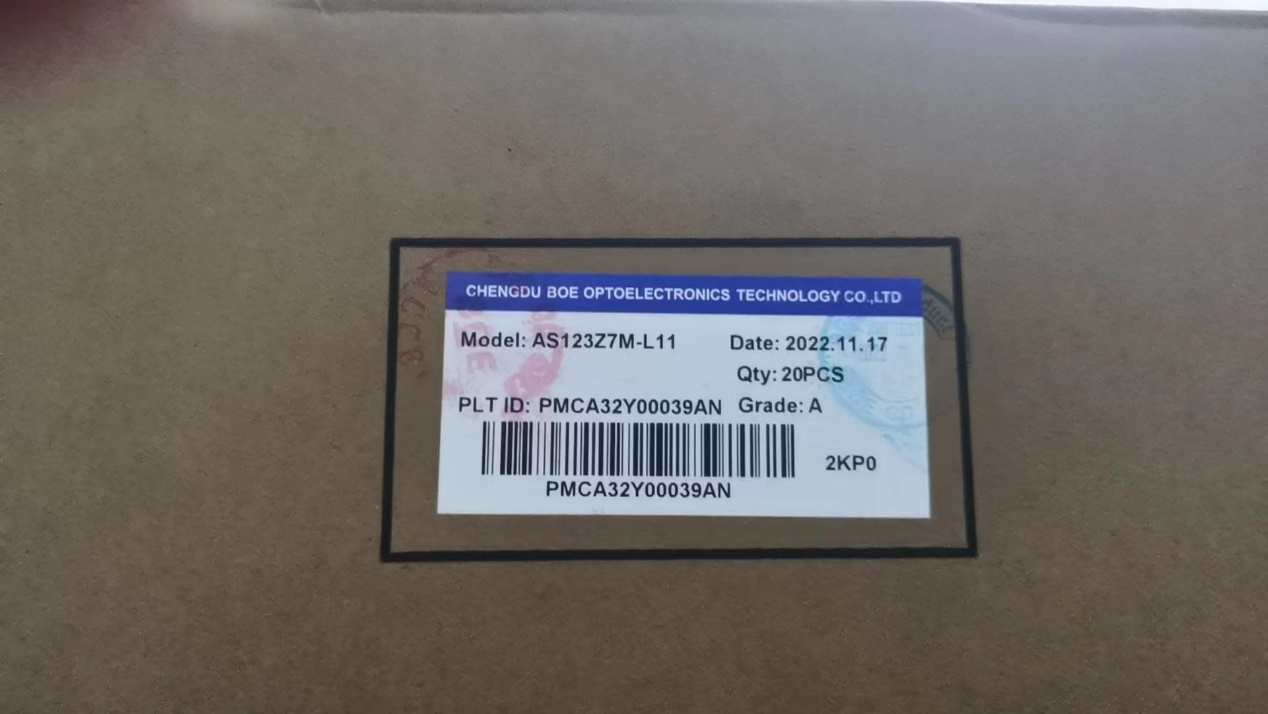 CHENGDU BOE OPTOELECTRONICS TECHNOLOGY CO.,LTD
Model: AS123Z7M-L11 Date: 2022.11.17
Qty: 20PCS
PLT ID: PMCA32Y00039AN Grade: A
2KP0
PMCA32Y00039AN